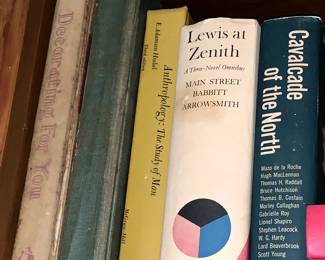 Decorating For You
E. Adamson Hoebel
Third edition
Anthropology: The Study of Man
McGraw-Hill
Lewis at
Zenith
A Three-Novel Omnibus
MAIN STREET
BABBITT
ARROWSMITH
Cavalcade
of the North
Mazo de la Roche
Hugh MacLennan
Thomas H. Raddall
Bruce Hutchison
Thomas B. Costain
Morley Callaghan
Gabrielle Roy
Lionel Shapiro
Stephen Leacock
W. G. Hardy
Lord Beaverbrook
Scott Young